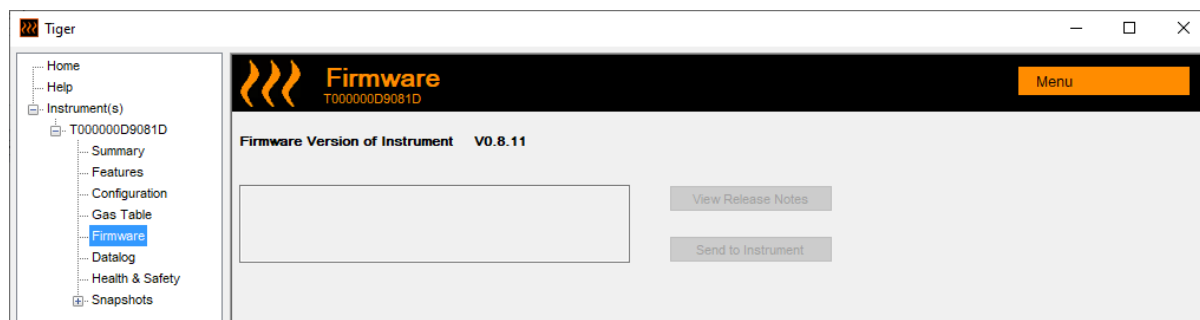 Tiger
Home
Help
Instrument(s)
T000000D9081D
Summary
Features
Configuration
Gas Table
Firmware
Datalog
Health & Safety
Snapshots
Firmware
T000000D9081D
Menu
Firmware Version of Instrument V0.8.11
View Release Notes
Send to Instrument